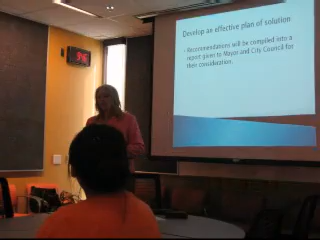 Develop an effective plan of solution
- Recommendations will be compiled into a
report given to Mayor and City Council for
their consideration.